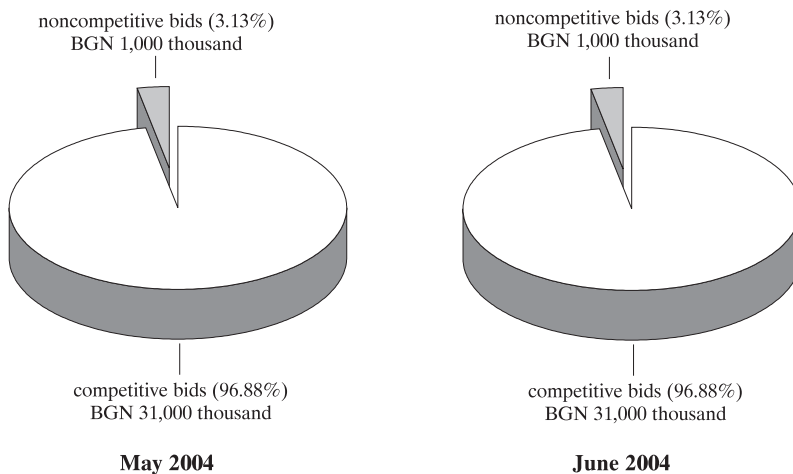 noncompetitive bids (3.13%)
BGN 1,000 thousand
competitive bids (96.88%)
BGN 31,000 thousand
May 2004
noncompetitive bids (3.13%)
BGN 1,000 thousand
competitive bids (96.88%)
BGN 31,000 thousand
June 2004